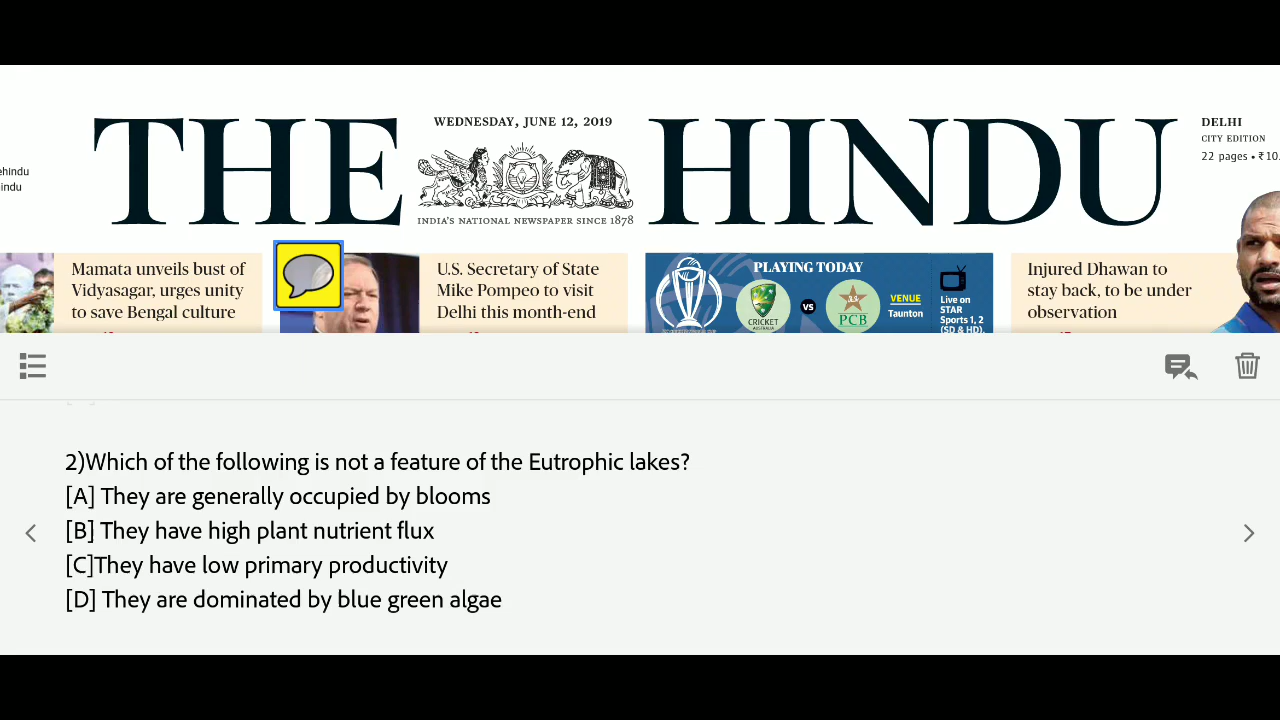 THE HINDU
WEDNESDAY, JUNE 12, 2019
INDIA'S NATIONAL NEWSPAPER SINCE 1878
DELHI
CITY EDITION
22 pages • ₹10.
ehindu
indu
Mamata unveils bust of
Vidyasagar, urges unity
to save Bengal culture
U.S. Secretary of State
Mike Pompeo to visit
Delhi this month-end
PLAYING TODAY
CRICKET
AUSTRALIA
VS
PCB
VENUE
Taunton
Live on
STAR
Sports 1, 2
(SD & HD),
Injured Dhawan to
stay back, to be under
observation
2)Which of the following is not a feature of the Eutrophic lakes?
[A] They are generally occupied by blooms
[B] They have high plant nutrient flux
[C]They have low primary productivity
[D] They are dominated by blue green algae